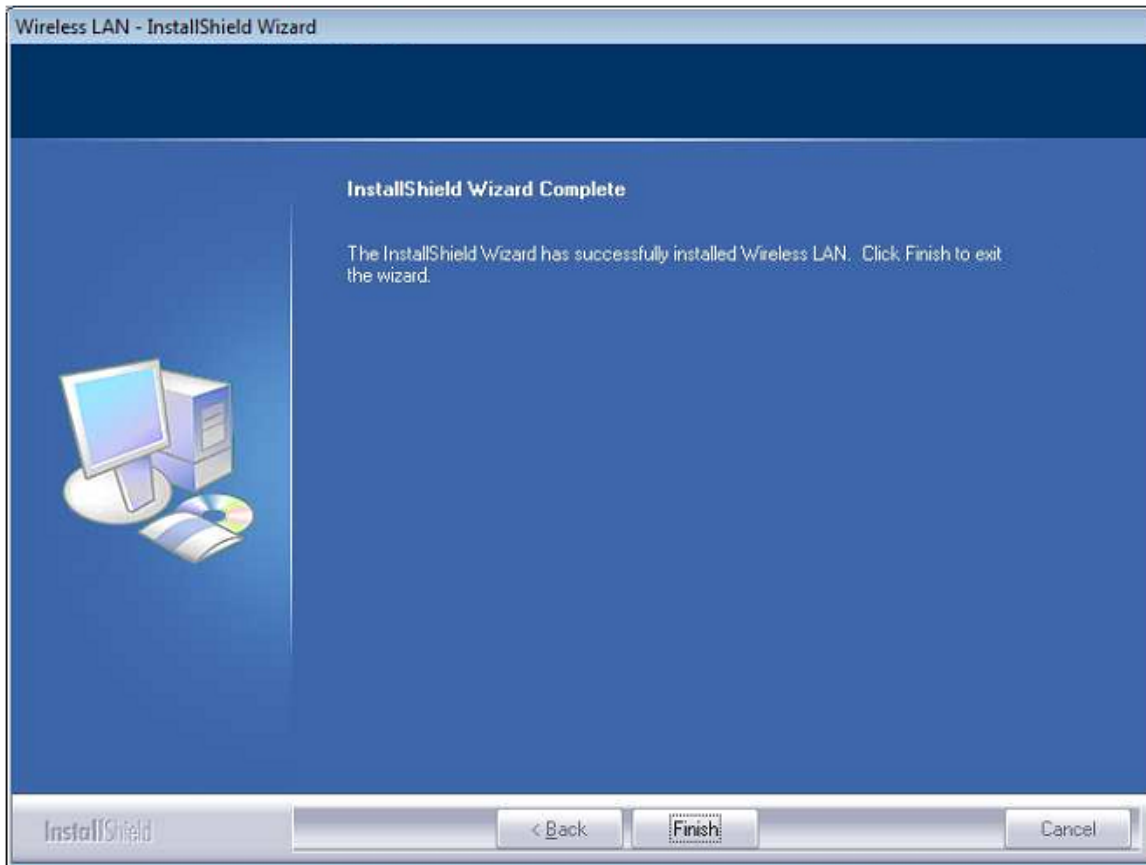 Wireless LAN - InstallShield Wizard
InstallShield Wizard Complete
The InstallShield Wizard has successfully installed Wireless LAN. Click Finish to exit
the wizard.
InstallShield
< Back
Finish
Cancel